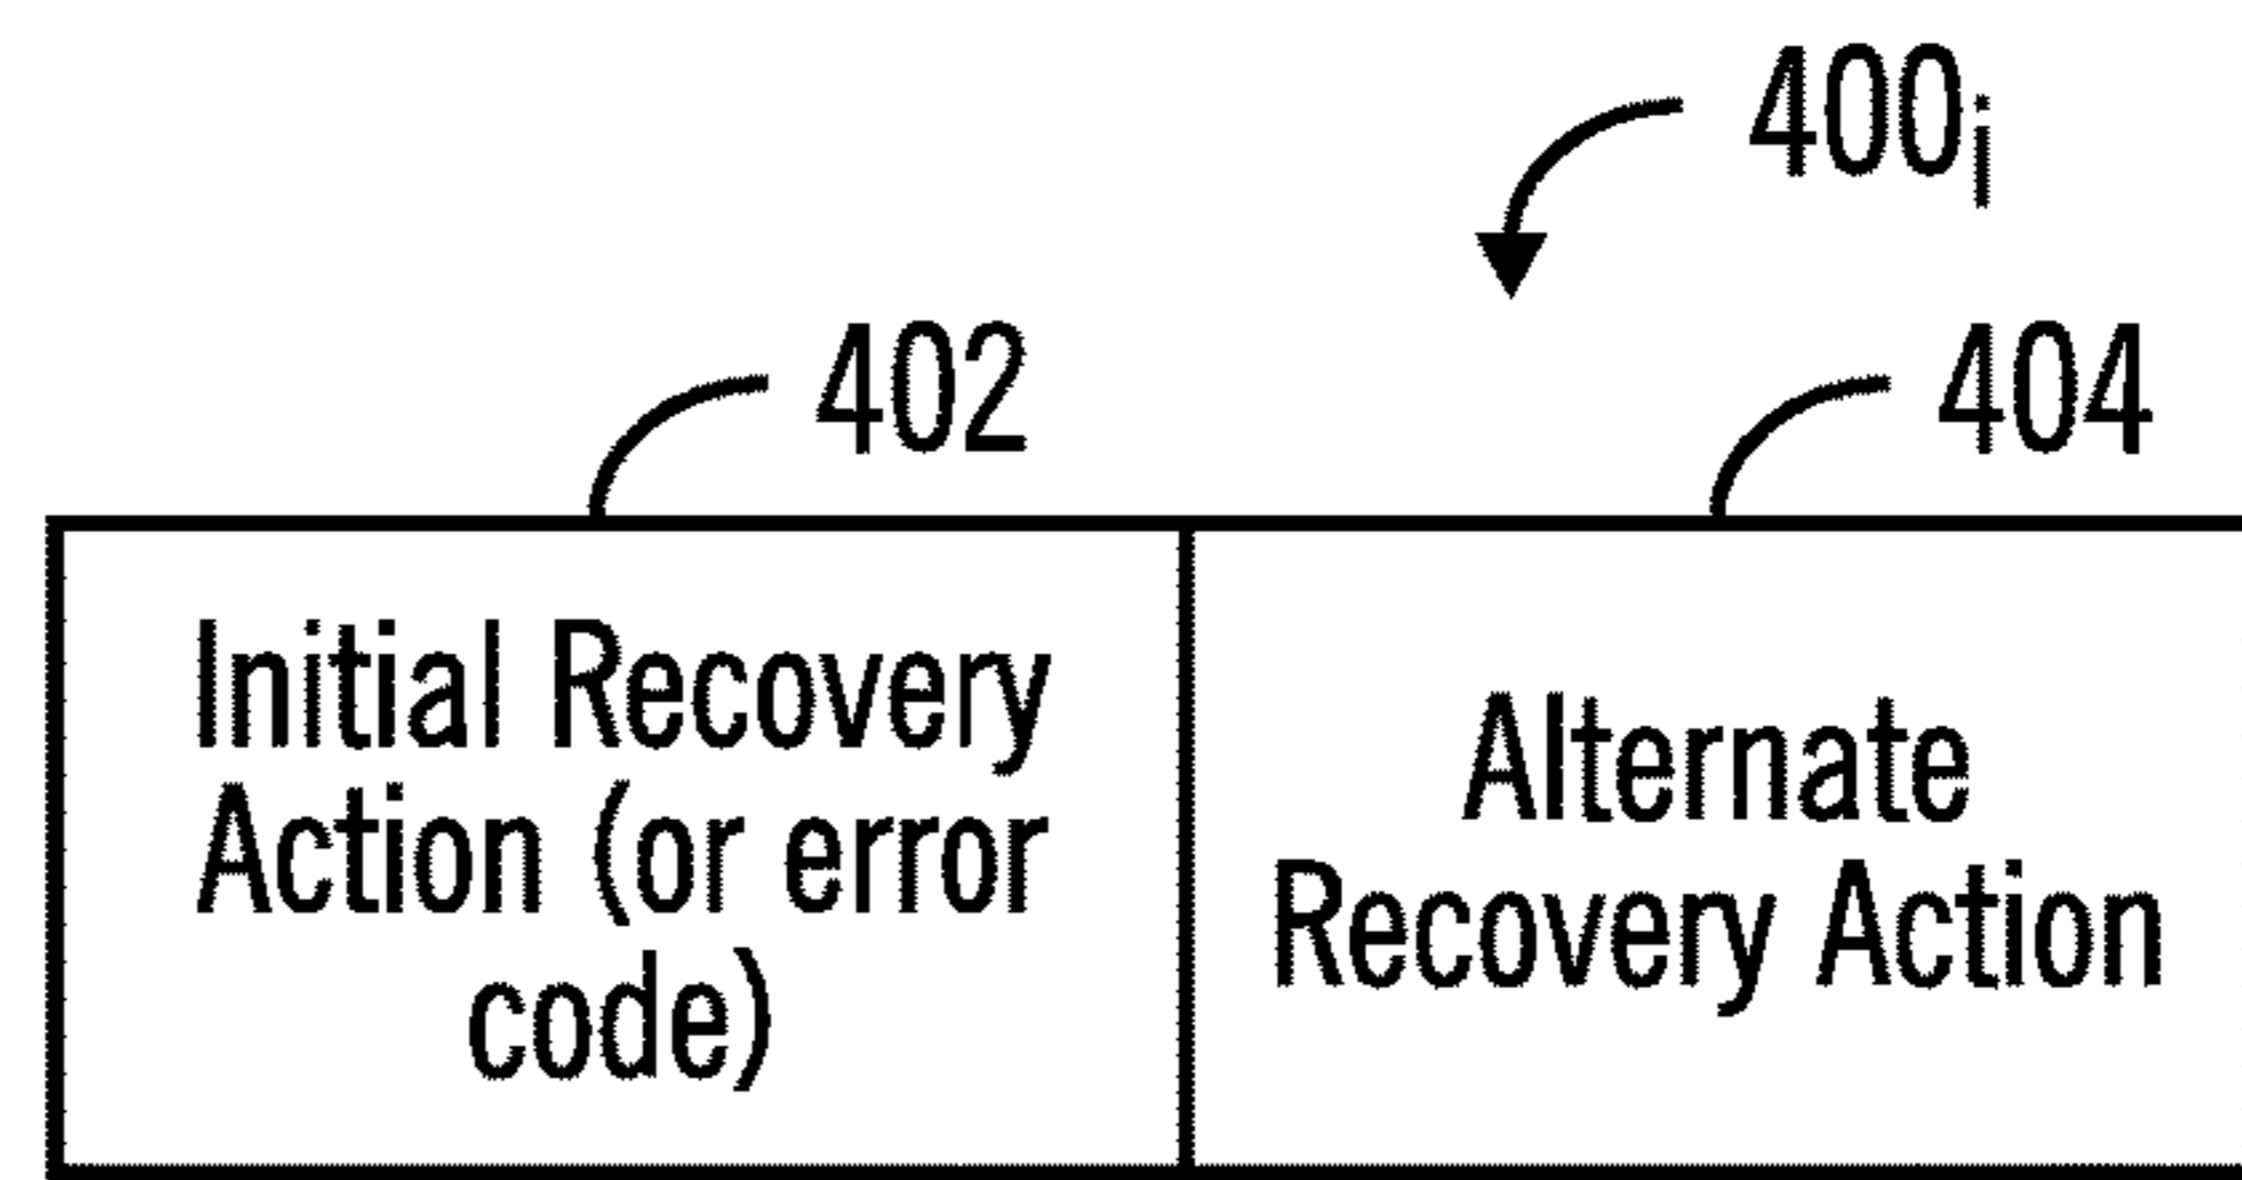 400i
402
404
Initial Recovery
Action (or error
code)
Alternate
Recovery Action